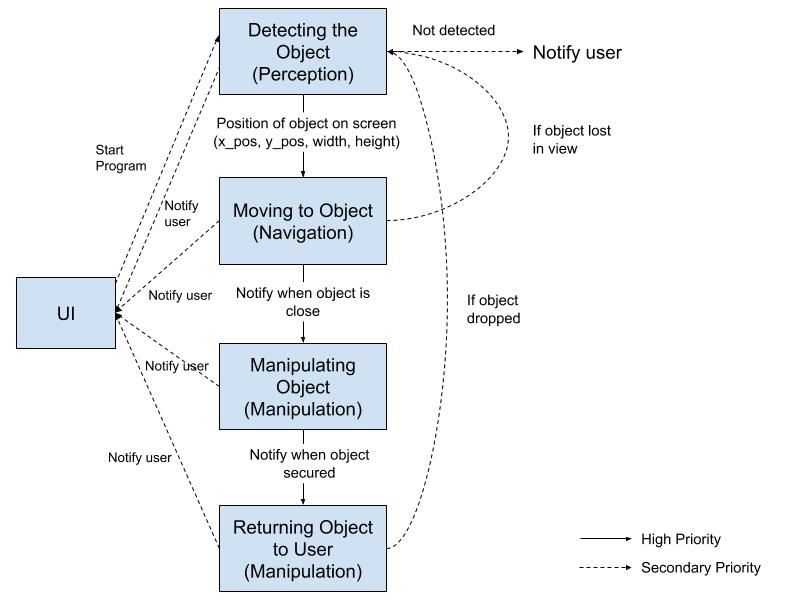 Detecting the
Object
(Perception)
Not detected
Notify user
Position of object on screen
(x_pos, y_pos, width, height)
If object lost
in view
Start
Program
Notify
user
Moving to Object
(Navigation)
Notify user
Notify when object is
close
UI
If object
dropped
Notify user
Manipulating
Object
(Manipulation)
Notify user
Notify when object
secured
Returning Object
to User
(Manipulation)
High Priority
Secondary Priority